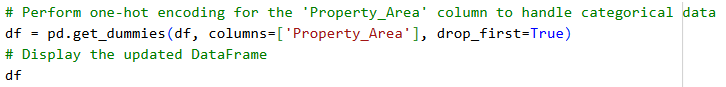 # Perform one-hot encoding for the 'Property_Area' column to handle categorical data
df = pd.get_dummies(df, columns=['Property_Area'], drop_first=True)
# Display the updated DataFrame
df